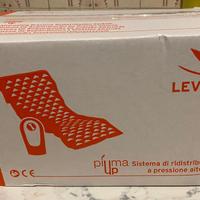 LEV
piuma
UP
Sistema di ridistribu
a pressione alte
CE